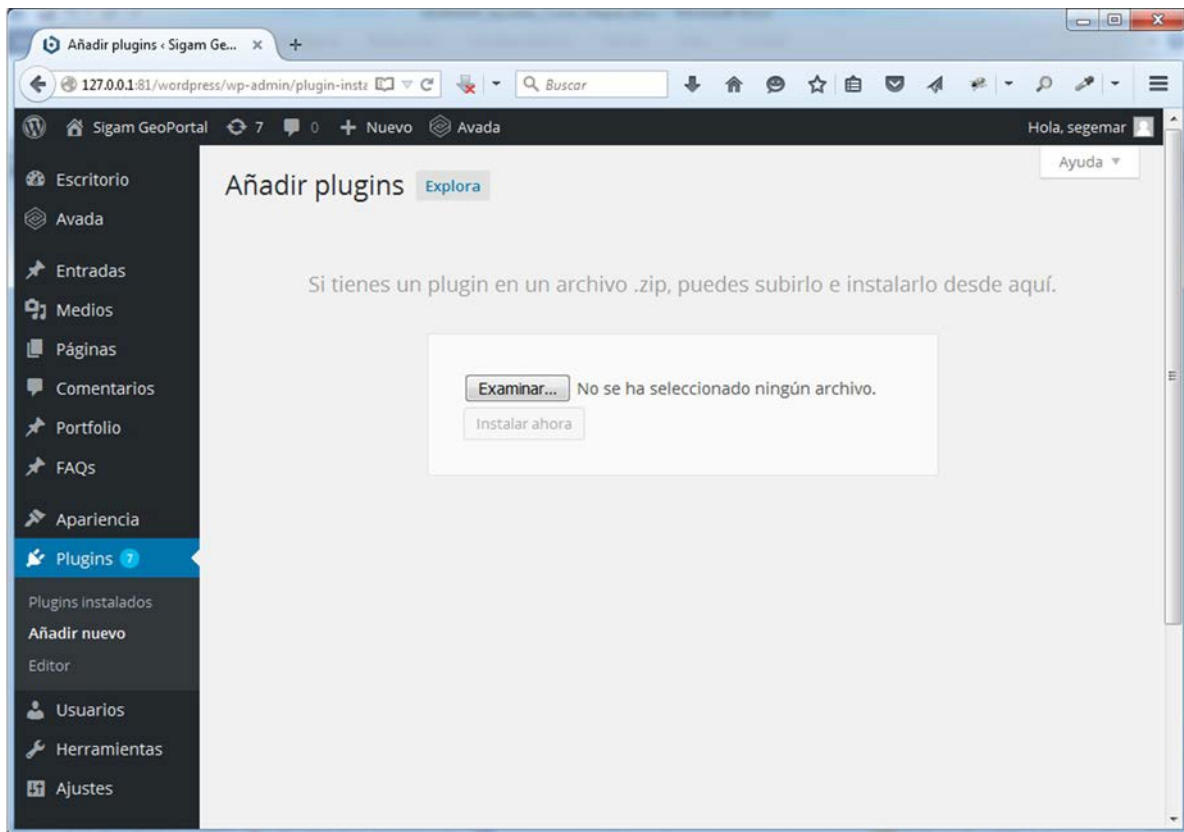 Añadir plugins ‹ Sigam Ge...
127.0.0.1:81/wordpress/wp-admin/plugin-insta
Buscar
Sigam GeoPortal 7 0 + Nuevo Avada Hola, segemar
Ayuda
Escritorio
Avada
Entradas
Medios
Páginas
Comentarios
Portfolio
FAQs
Apariencia
Plugins 7
Plugins instalados
Añadir nuevo
Editor
Usuarios
Herramientas
Ajustes
Añadir plugins Explora
Si tienes un plugin en un archivo .zip, puedes subirlo e instalarlo desde aquí.
Examinar... No se ha seleccionado ningún archivo.
Instalar ahora